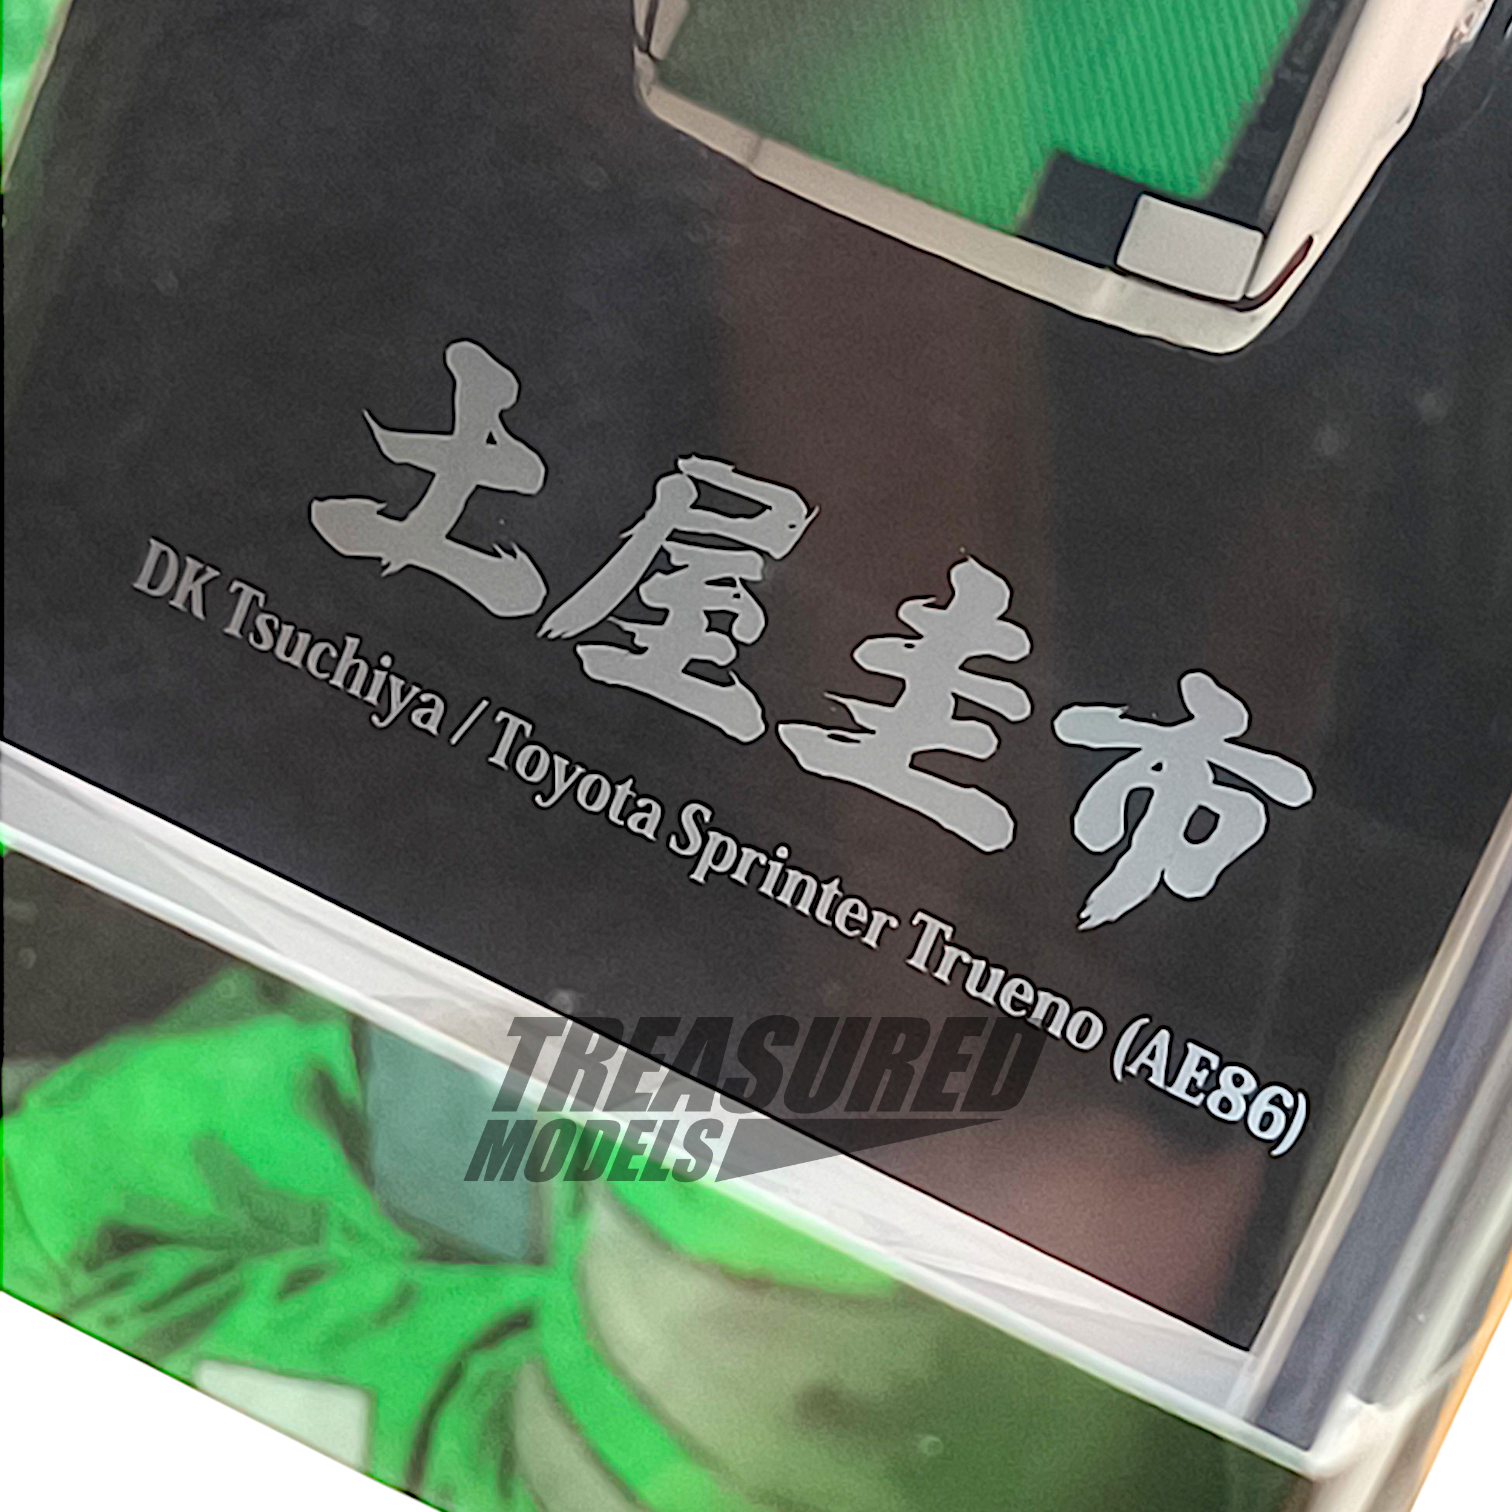 土屋圭市
DK Tsuchiya / Toyota Sprinter Trueno (AE86)
TREASURED
MODELS